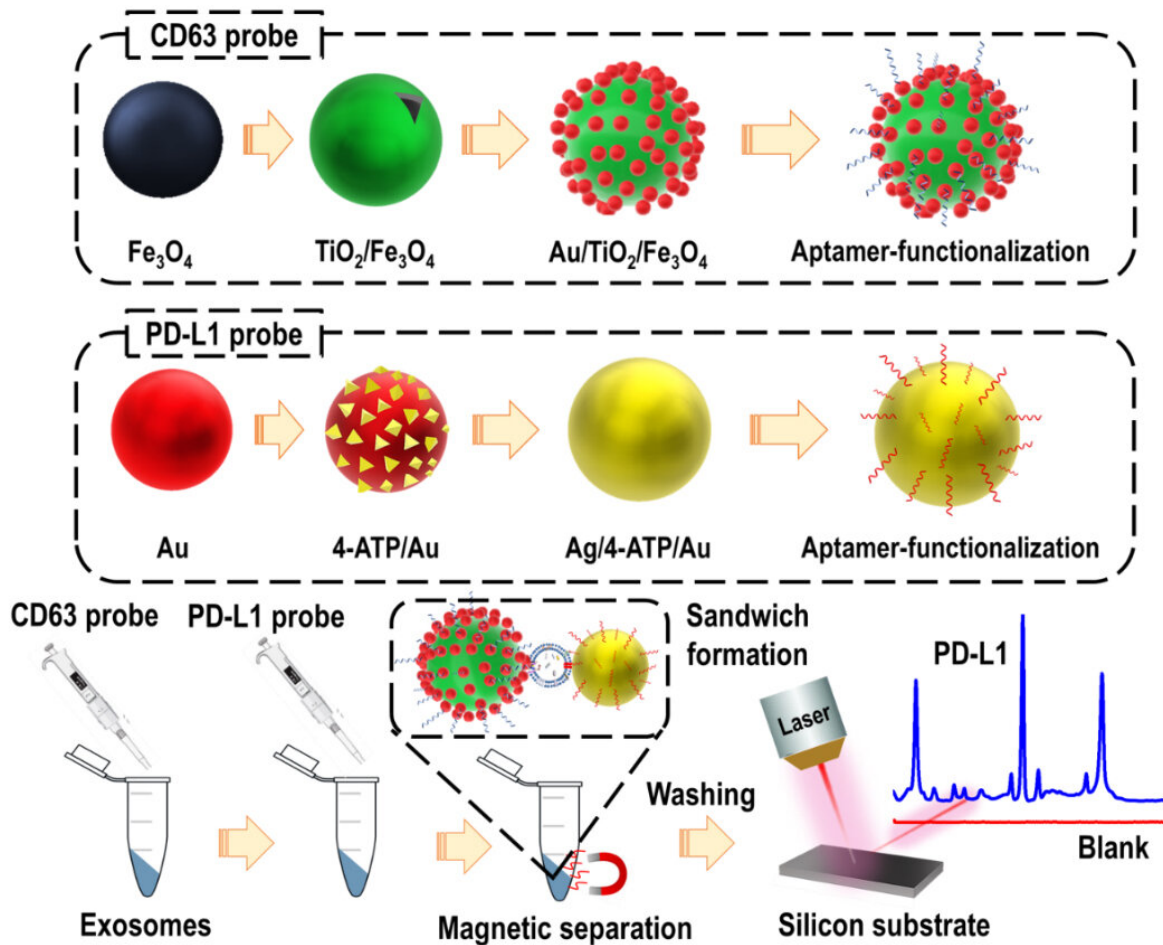 CD63 probe
Fe₃O₄
TiO₂/Fe₃O₄
Au/TiO₂/Fe₃O₄
Aptamer-functionalization
PD-L1 probe
Au
4-ATP/Au
Ag/4-ATP/Au
Aptamer-functionalization
CD63 probe
PD-L1 probe
Sandwich
formation
PD-L1
Laser
Washing
Blank
Exosomes
Magnetic separation
Silicon substrate